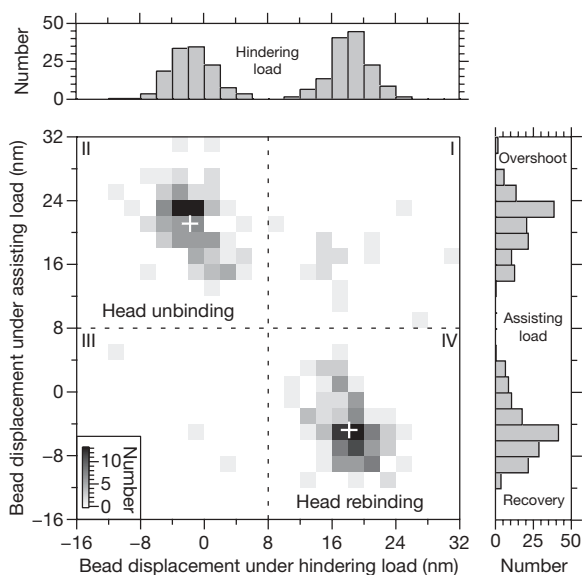 50
25
0
Number
Hindering
load
32
24
16
8
0
−8
−16
Bead displacement under assisting load (nm)
II
I
Head unbinding
III
IV
Head rebinding
10
5
0
Number
−16
−8
0
8
16
24
32
Bead displacement under hindering load (nm)
Overshoot
Assisting
load
Recovery
0
25
50
Number